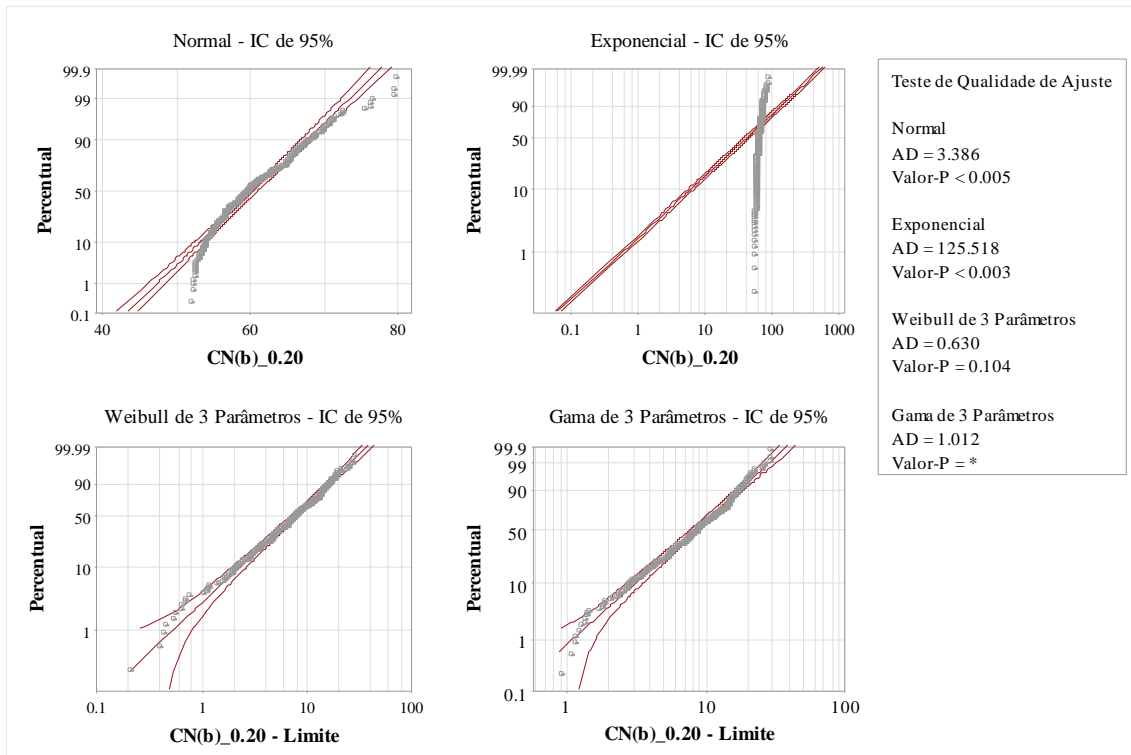 Normal - IC de 95%
99.9
99
90
50
10
1
0.1
40
60
80
Percentual
CN(b)_0.20
Exponencial - IC de 95%
99.99
90
50
10
1
0.1
1
10
100
1000
Percentual
CN(b)_0.20
Weibull de 3 Parâmetros - IC de 95%
99.99
90
50
10
1
0.1
1
10
100
Percentual
CN(b)_0.20 - Limite
Gama de 3 Parâmetros - IC de 95%
99.9
99
90
50
10
1
0.1
1
10
100
Percentual
CN(b)_0.20 - Limite
Teste de Qualidade de Ajuste
Normal
AD = 3.386
Valor-P < 0.005
Exponencial
AD = 125.518
Valor-P < 0.003
Weibull de 3 Parâmetros
AD = 0.630
Valor-P = 0.104
Gama de 3 Parâmetros
AD = 1.012
Valor-P = *